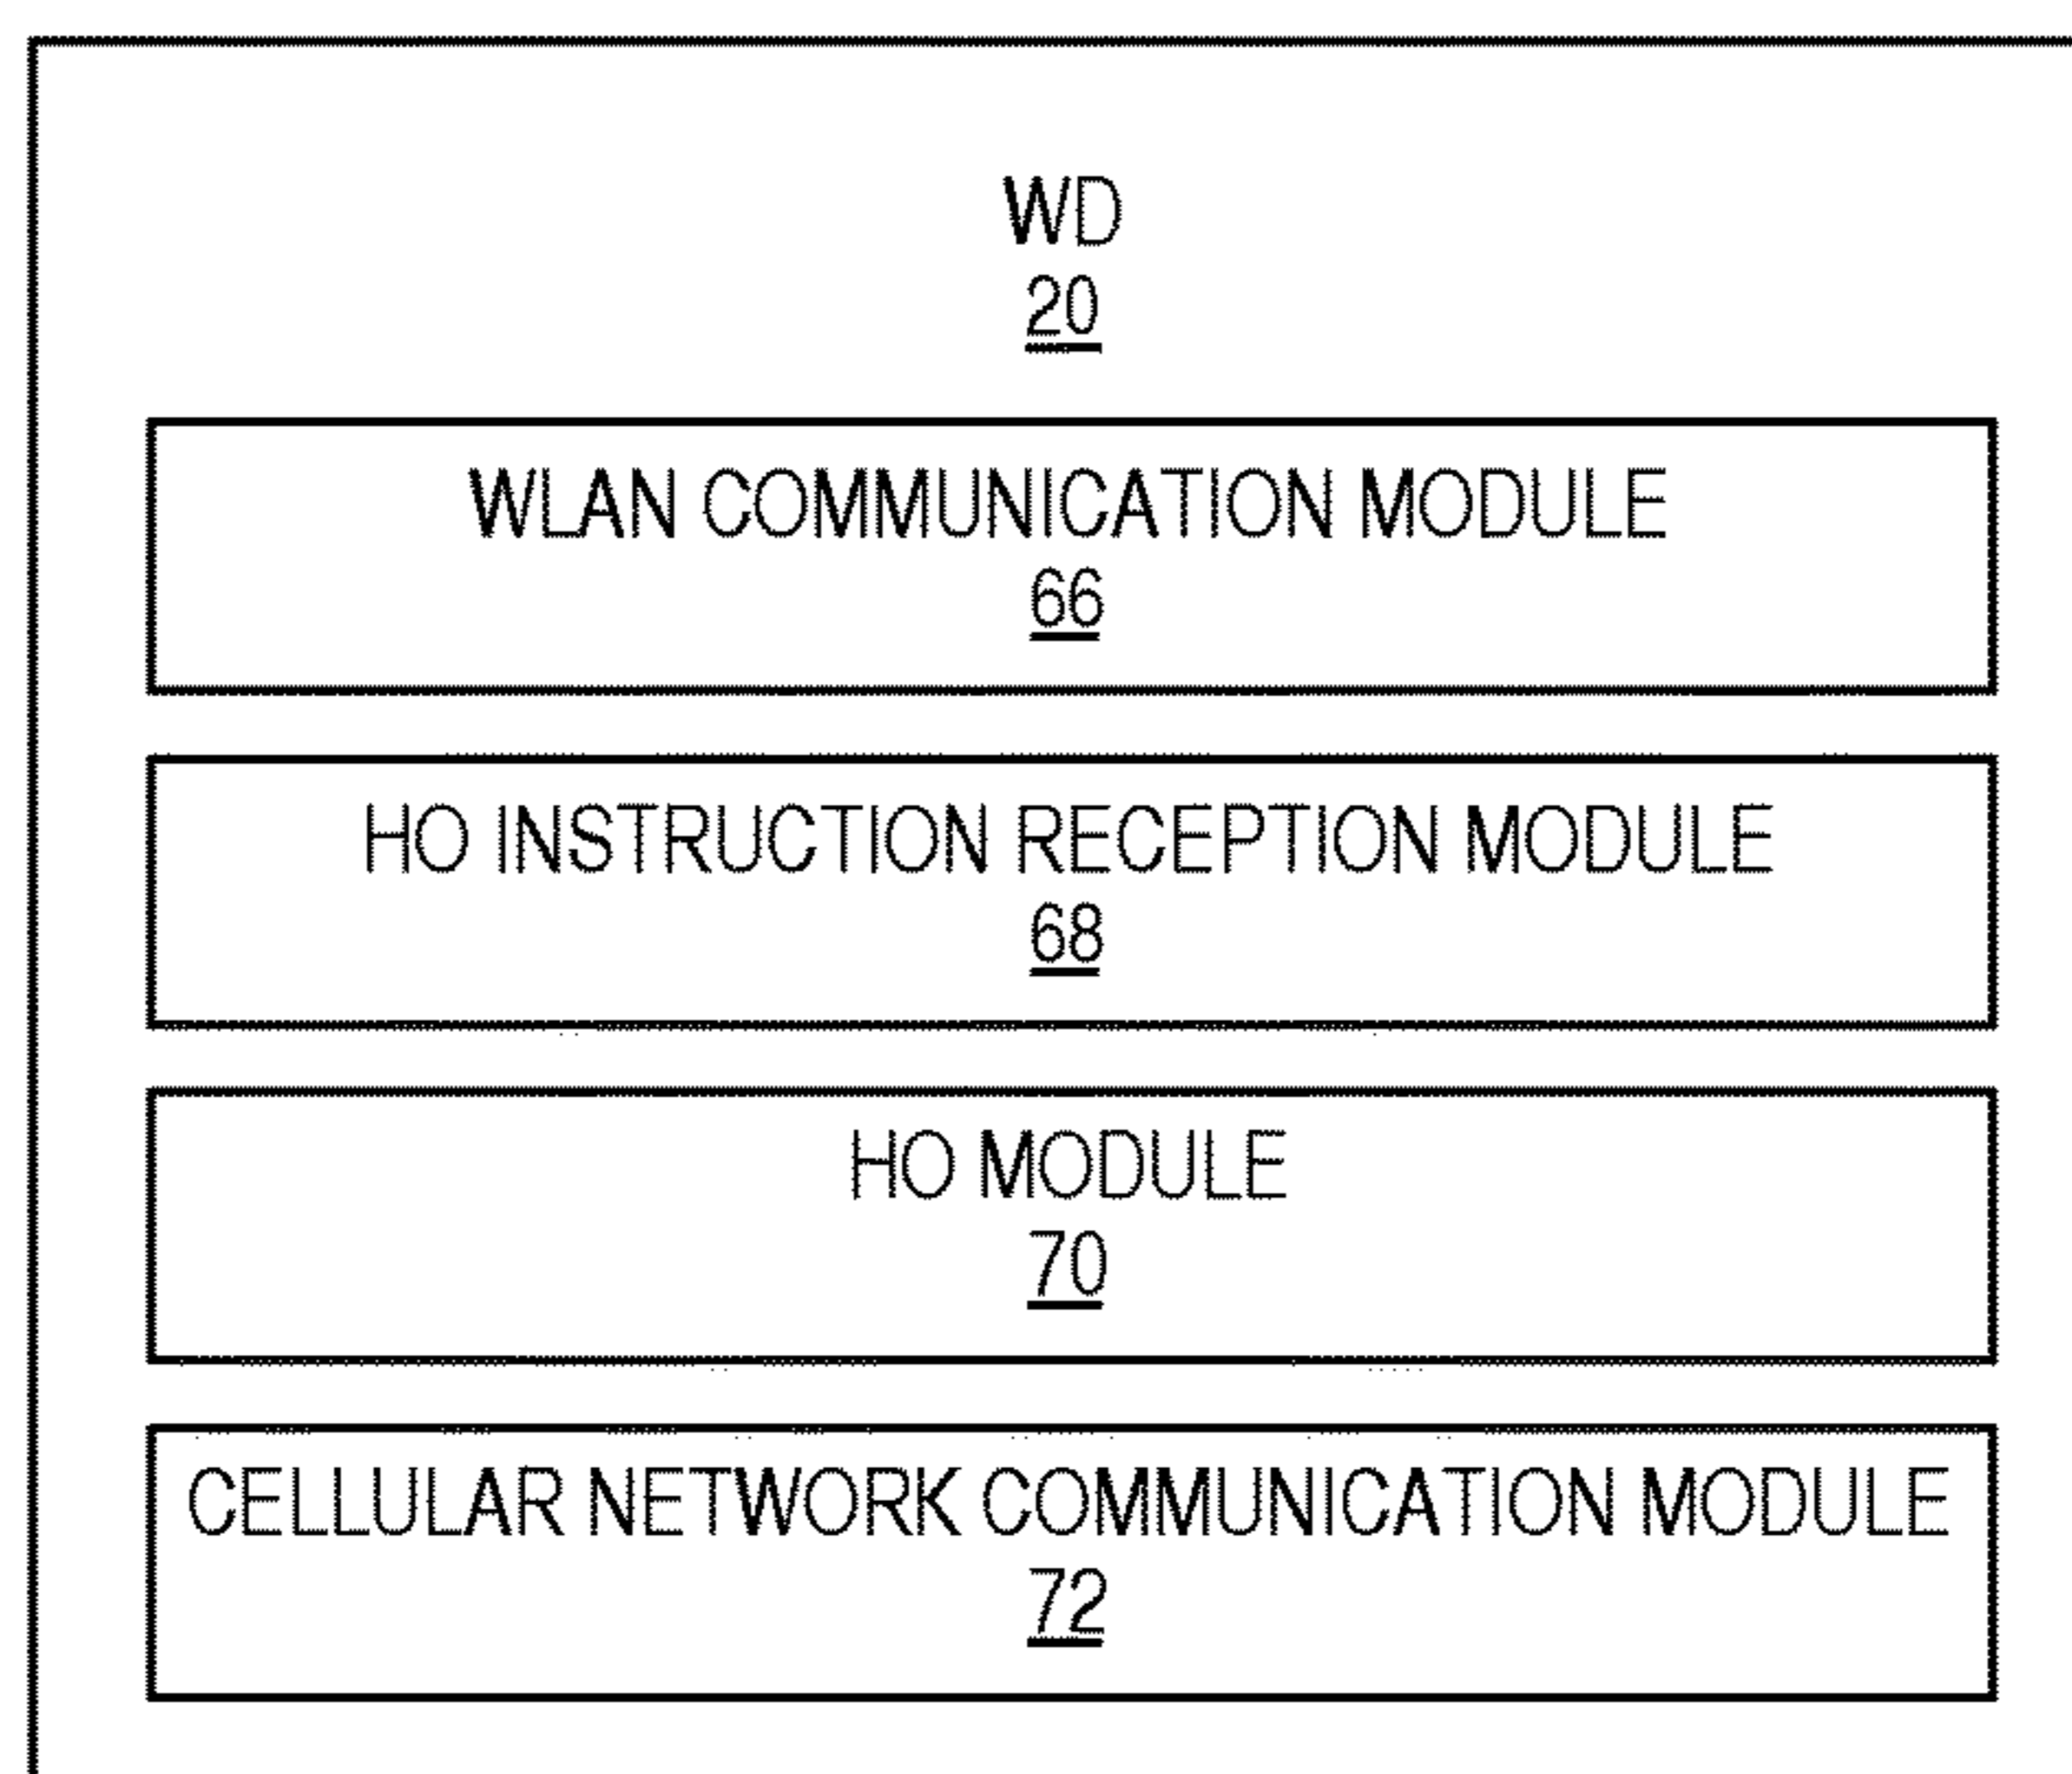 WD
20
WLAN COMMUNICATION MODULE
66
HO INSTRUCTION RECEPTION MODULE
68
HO MODULE
70
CELLULAR NETWORK COMMUNICATION MODULE
72